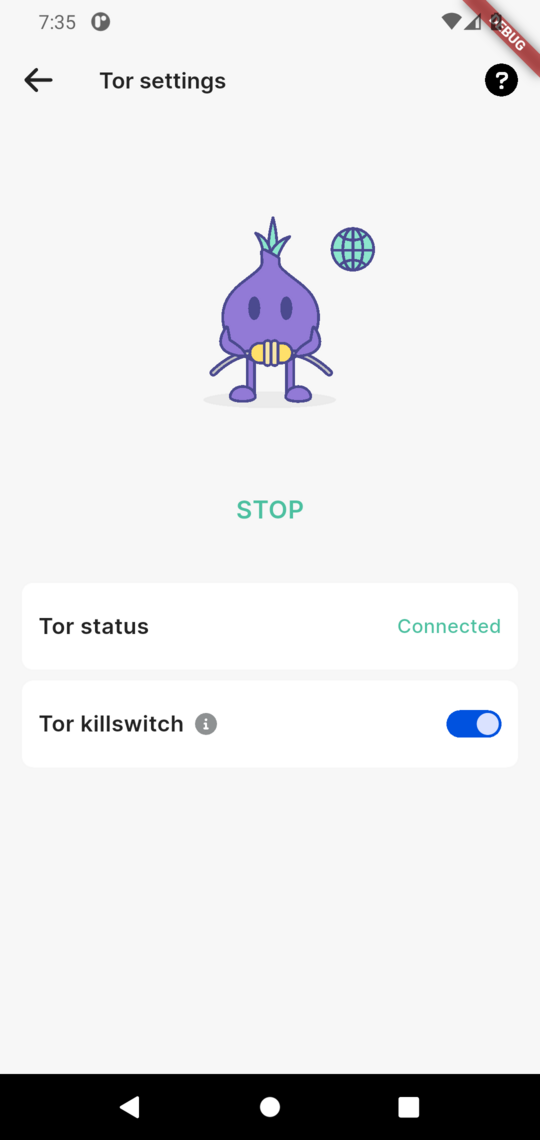 7:35
DEBUG
Tor settings
?
STOP
Tor status
Connected
Tor killswitch